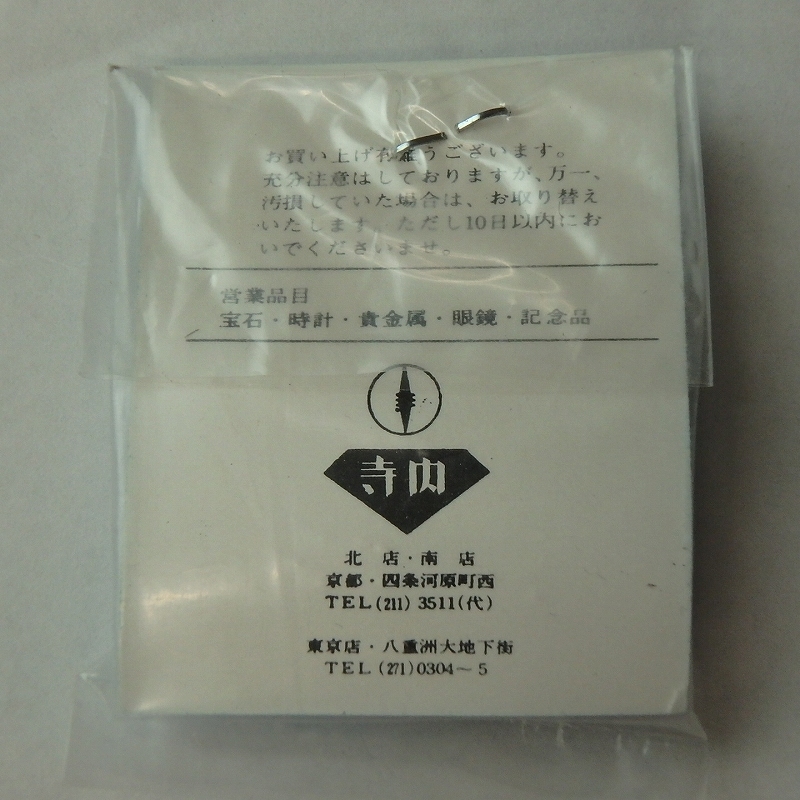 お買い上げ有難うございます。
充分注意はしておりますが、万一、
汚損していた場合は、お取り替え
いたします。ただし10日以内にお
いでくださいませ。
営業品目
宝石・時計・貴金属・眼鏡・記念品
寺内
北店・南店
京都・四条河原町西
TEL(211)3511(代)
東京店・八重洲大地下街
TEL(271)0304〜5